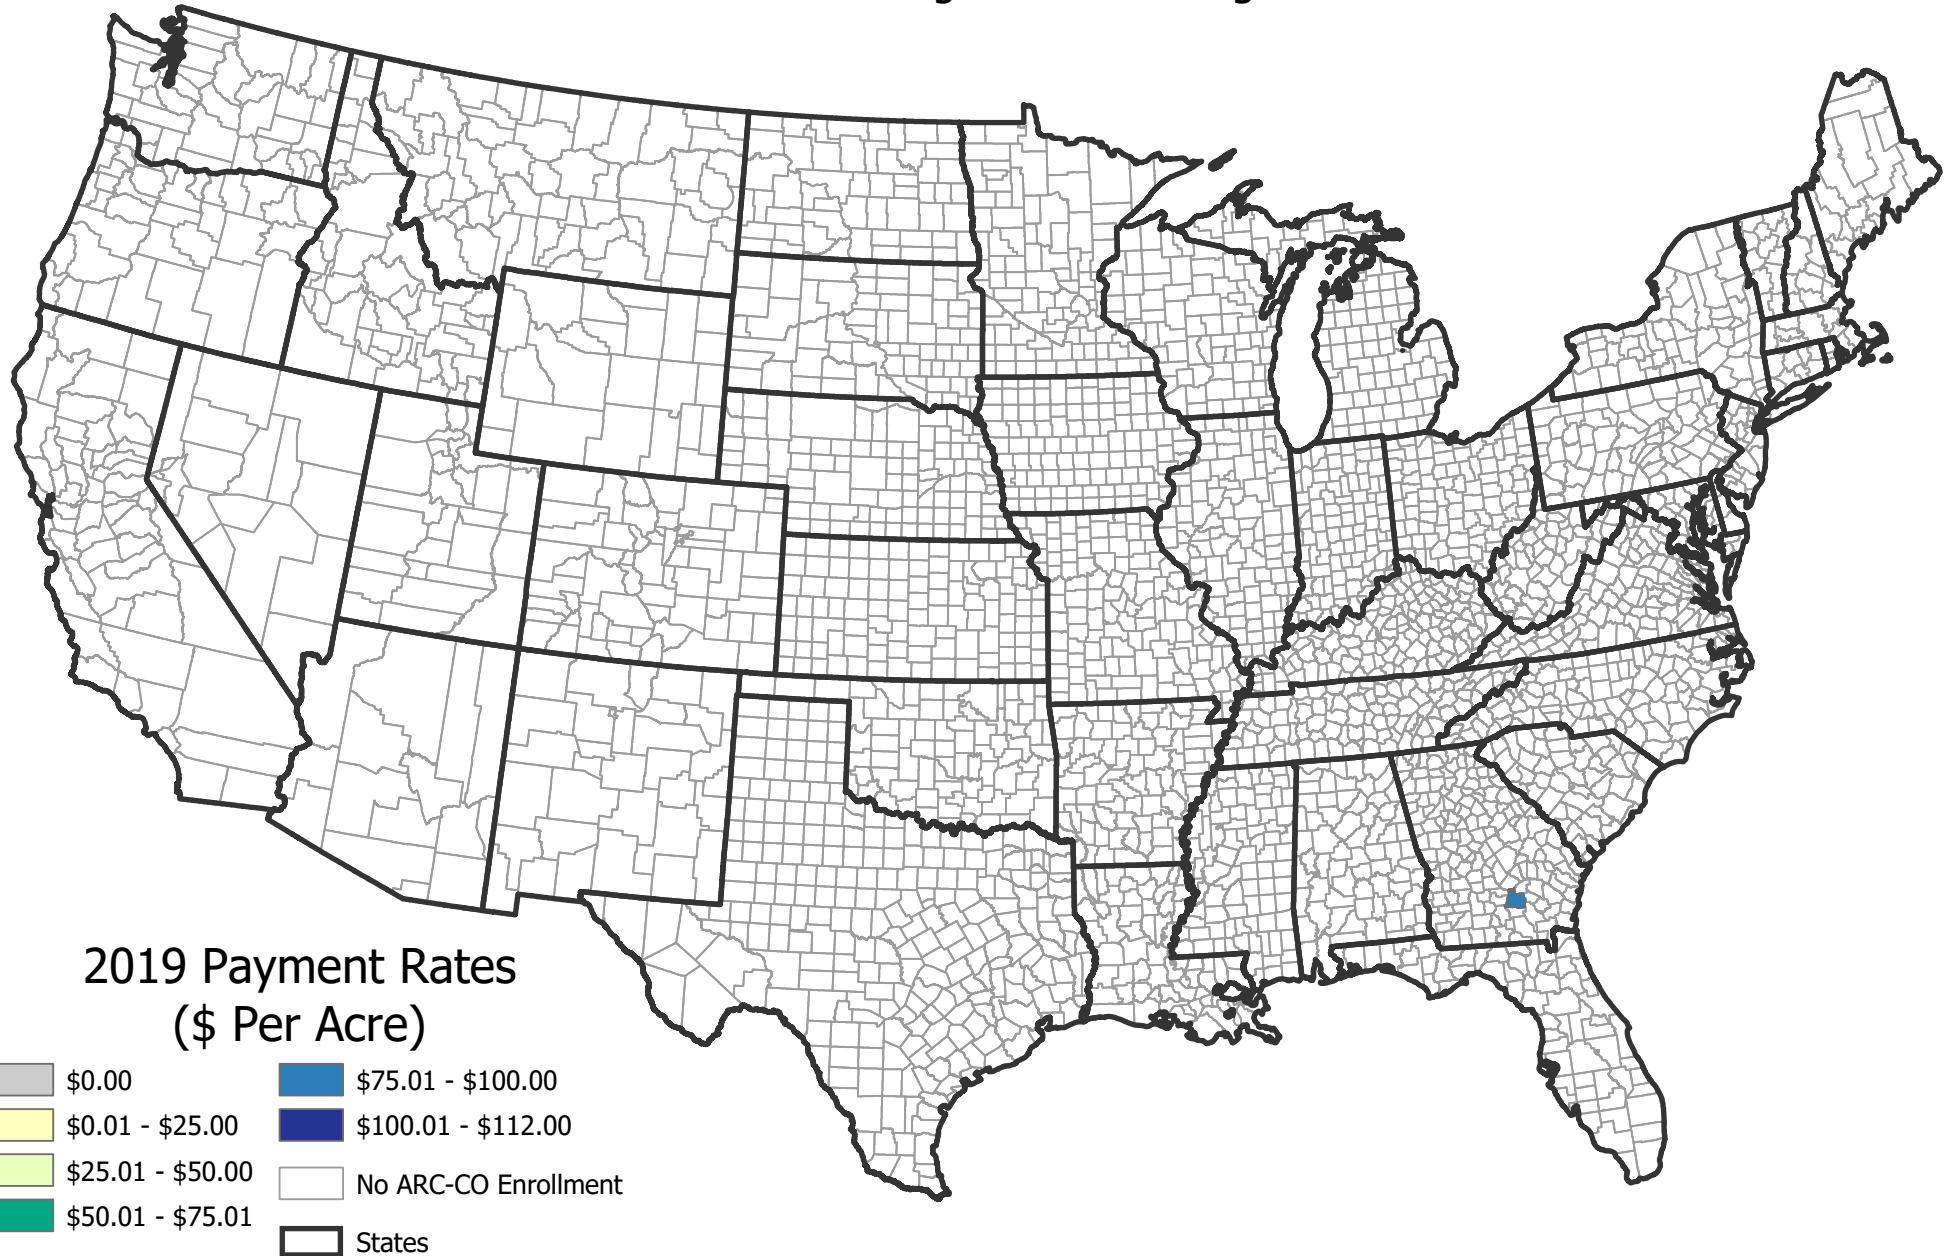 2019 Payment Rates
($ Per Acre)
$0.00
$0.01 - $25.00
$25.01 - $50.00
$50.01 - $75.01
$75.01 - $100.00
$100.01 - $112.00
No ARC-CO Enrollment
States